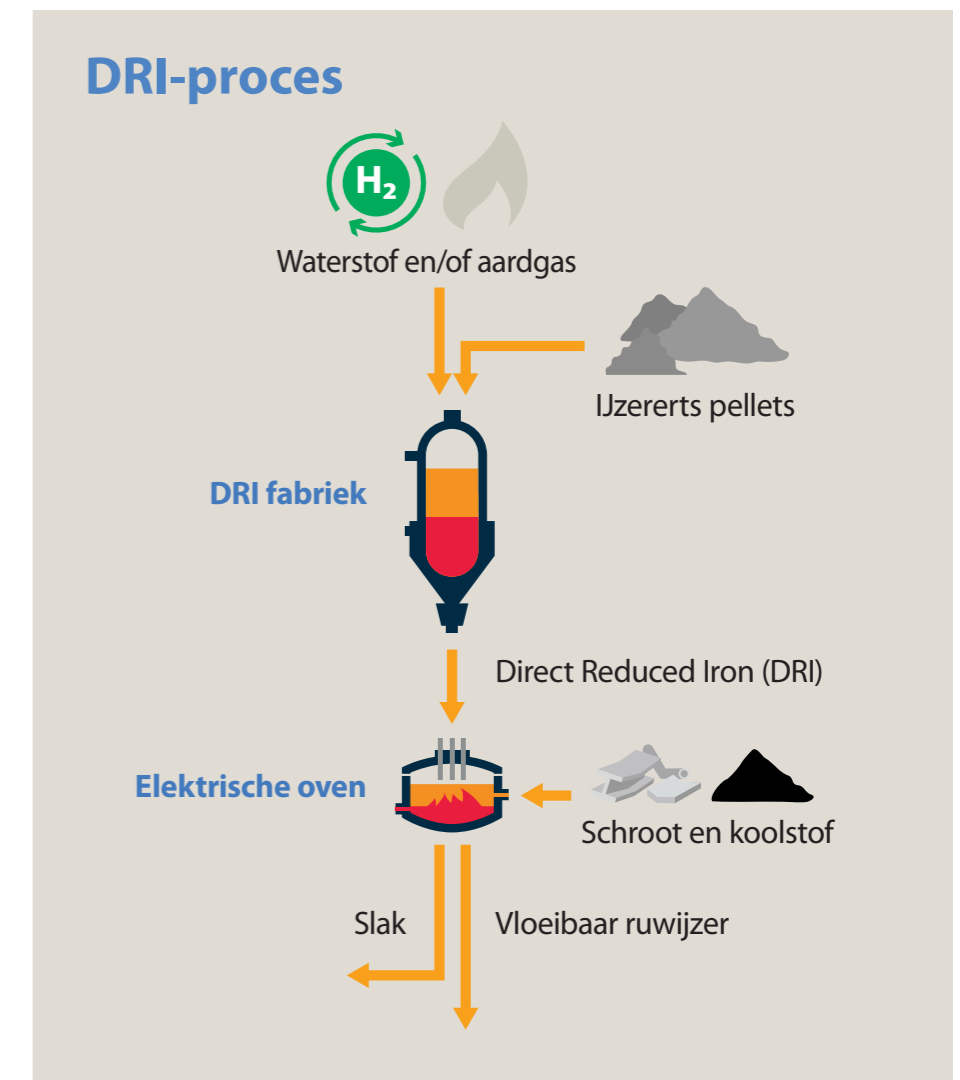 DRI-proces
H₂
Waterstof en/of aardgas
IJzererts pellets
DRI fabriek
Direct Reduced Iron (DRI)
Elektrische oven
Schroot en koolstof
Slak
Vloeibaar ruwijzer